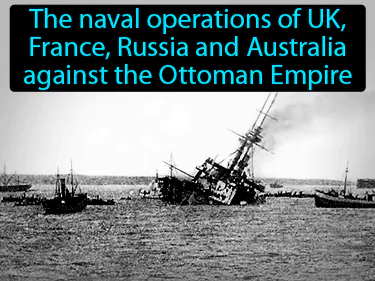 The naval operations of UK,
France, Russia and Australia
against the Ottoman Empire